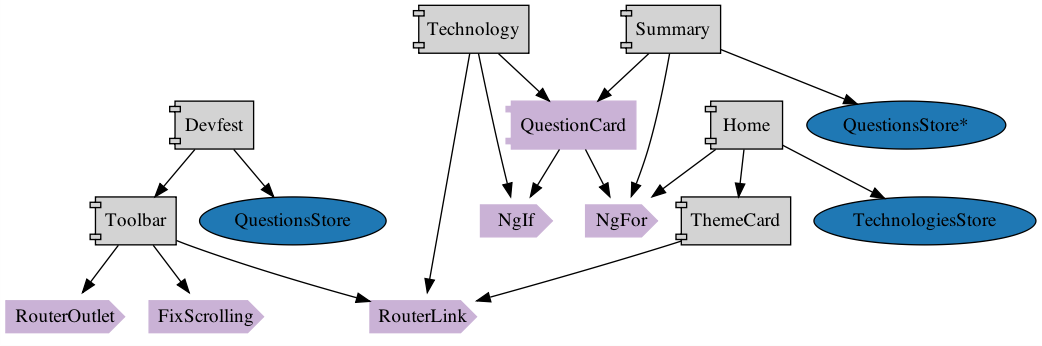 Technology
Summary
Devfest
QuestionCard
Home
QuestionsStore*
Toolbar
QuestionsStore
NgIf
NgFor
ThemeCard
TechnologiesStore
RouterOutlet
FixScrolling
RouterLink